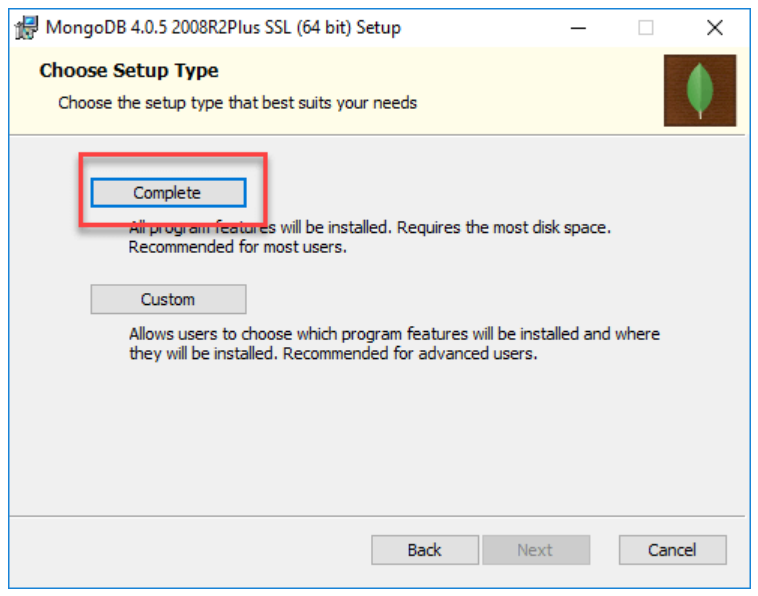 MongoDB 4.0.5 2008R2Plus SSL (64 bit) Setup
Choose Setup Type
Choose the setup type that best suits your needs
Complete
All program features will be installed. Requires the most disk space.
Recommended for most users.
Custom
Allows users to choose which program features will be installed and where
they will be installed. Recommended for advanced users.
Back Next Cancel